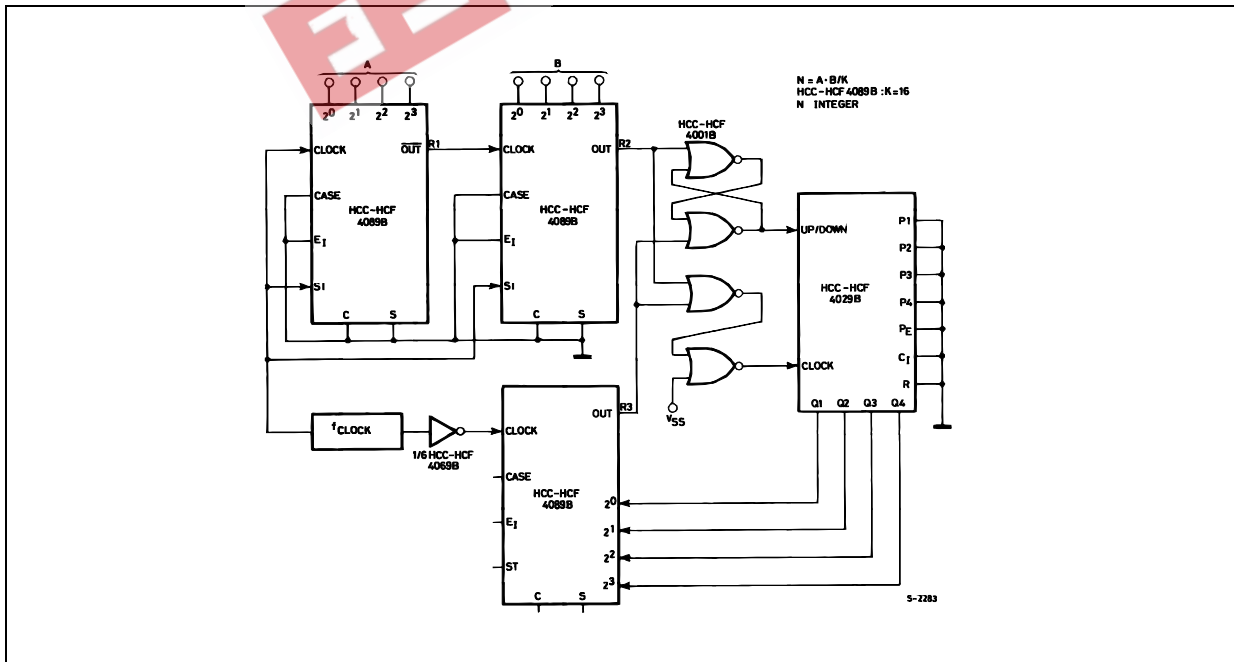 A
B
N = A·B/K
HCC-HCF 4089B : K=16
N INTEGER
2⁰ 2¹ 2² 2³
2⁰ 2¹ 2² 2³
HCC-HCF
4001B
CLOCK
OUT R1
CLOCK
OUT R2
CASE
CASE
HCC-HCF
4089B
HCC-HCF
4089B
EI
EI
SI
SI
C S
C S
UP/DOWN
P1
P2
HCC-HCF
4029B
P3
P4
PE
CLOCK
CI
R
Q1 Q2 Q3 Q4
VSS
fCLOCK
1/6 HCC-HCF
4069B
CLOCK
OUT R3
CASE
HCC-HCF
4089B
EI
ST
2⁰
2¹
2²
2³
C S
S-2283